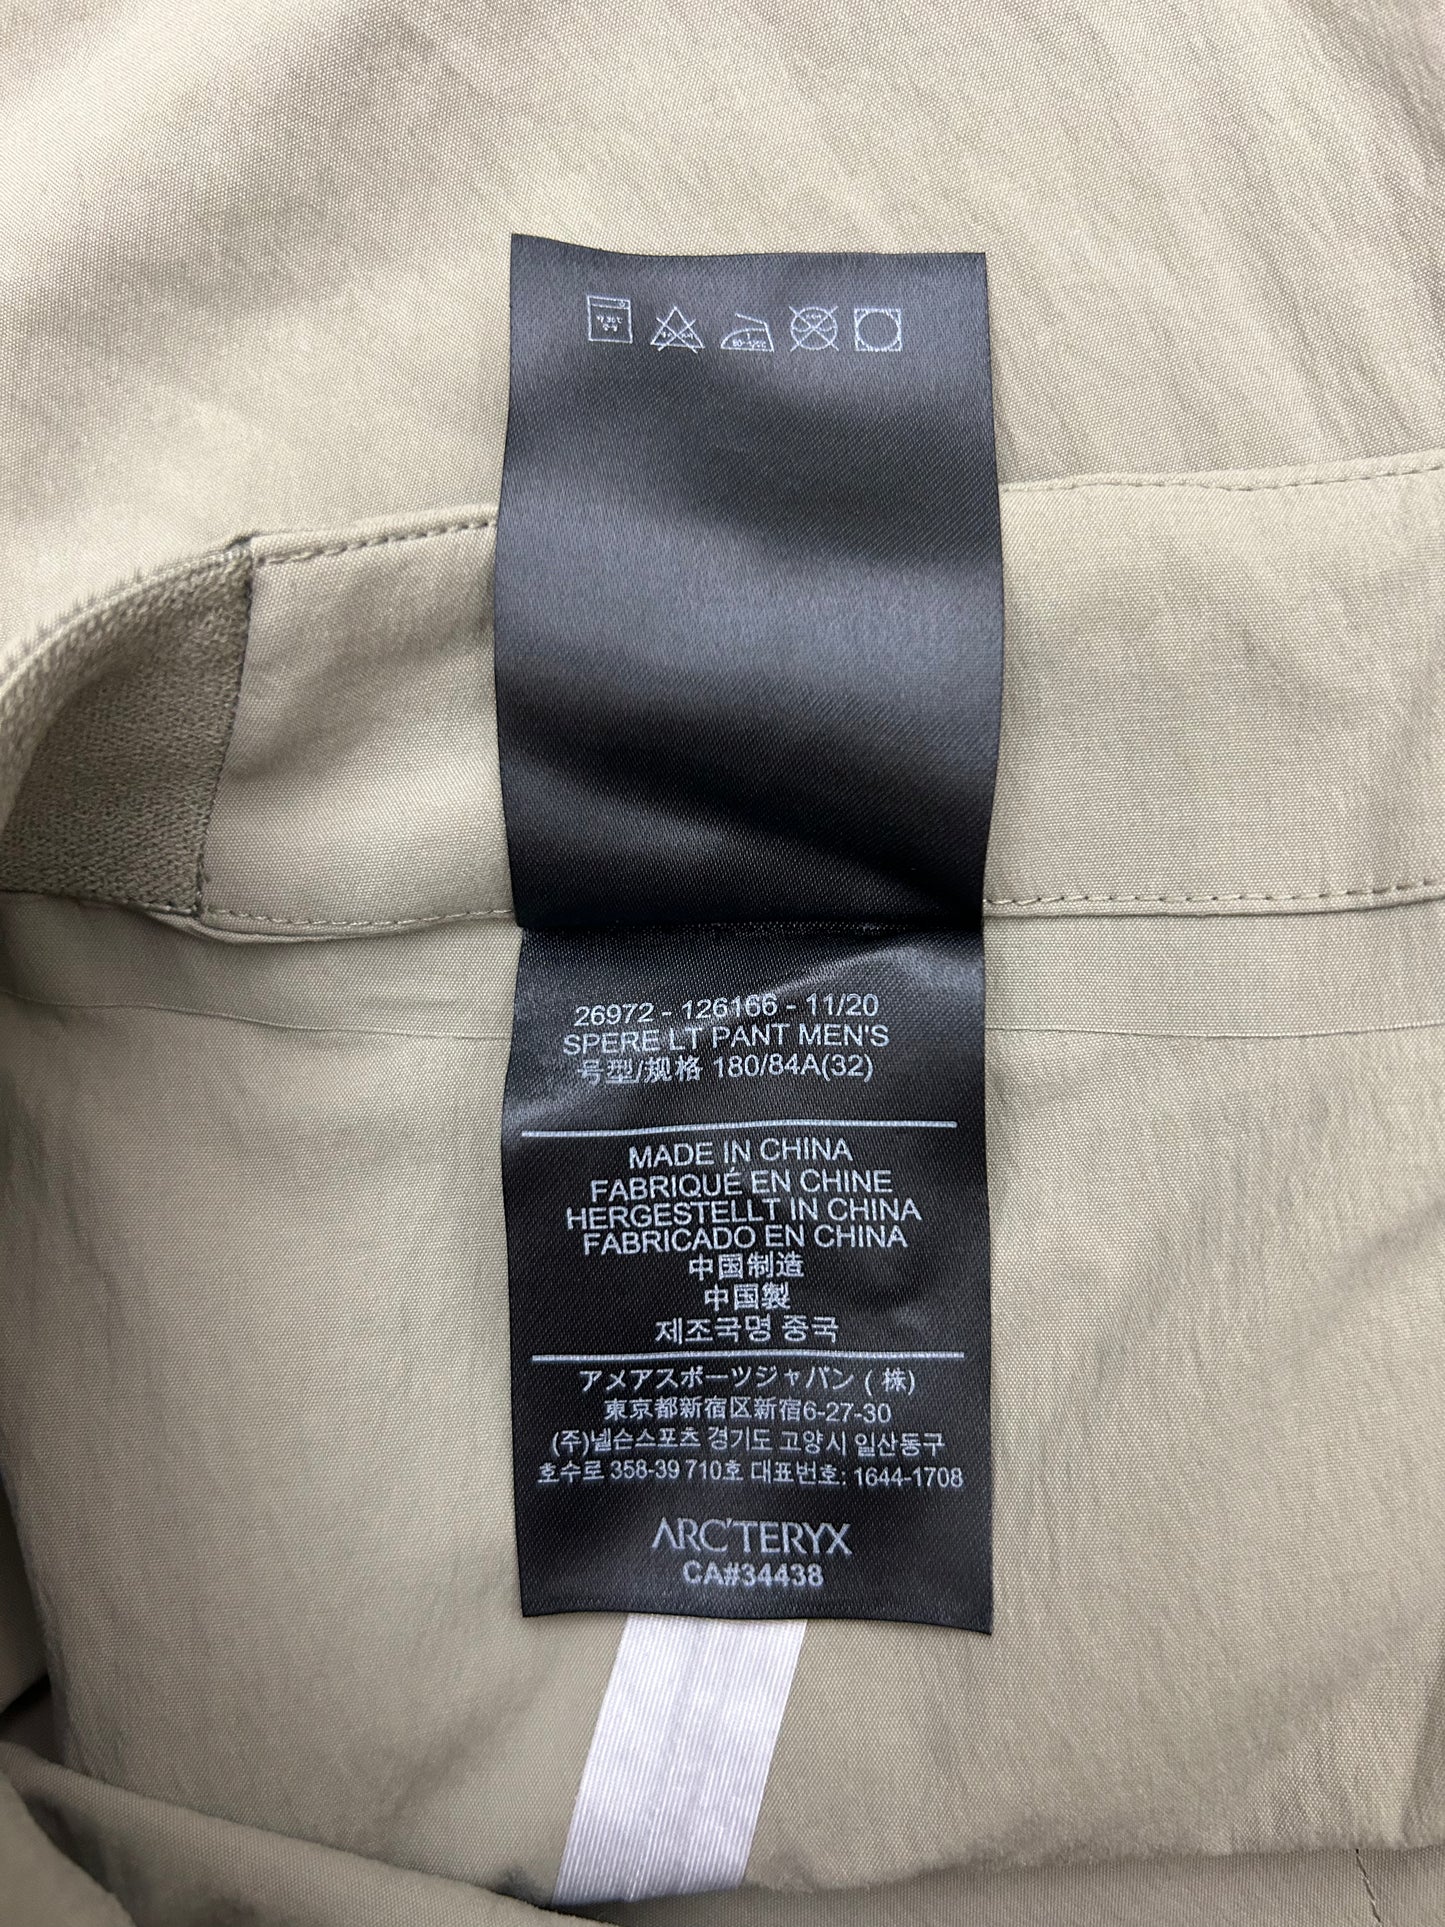 26972 - 126166 - 11/20
SPERE LT PANT MEN'S
号型/规格 180/84A(32)
MADE IN CHINA
FABRIQUÉ EN CHINE
HERGESTELLT IN CHINA
FABRICADO EN CHINA
中国制造
中国製
제조국명 중국
アメアスポーツジャパン (株)
東京都新宿区新宿6-27-30
(주)넬슨스포츠 경기도 고양시 일산동구
호수로 358-39 710호 대표번호: 1644-1708
ARC'TERYX
CA#34438